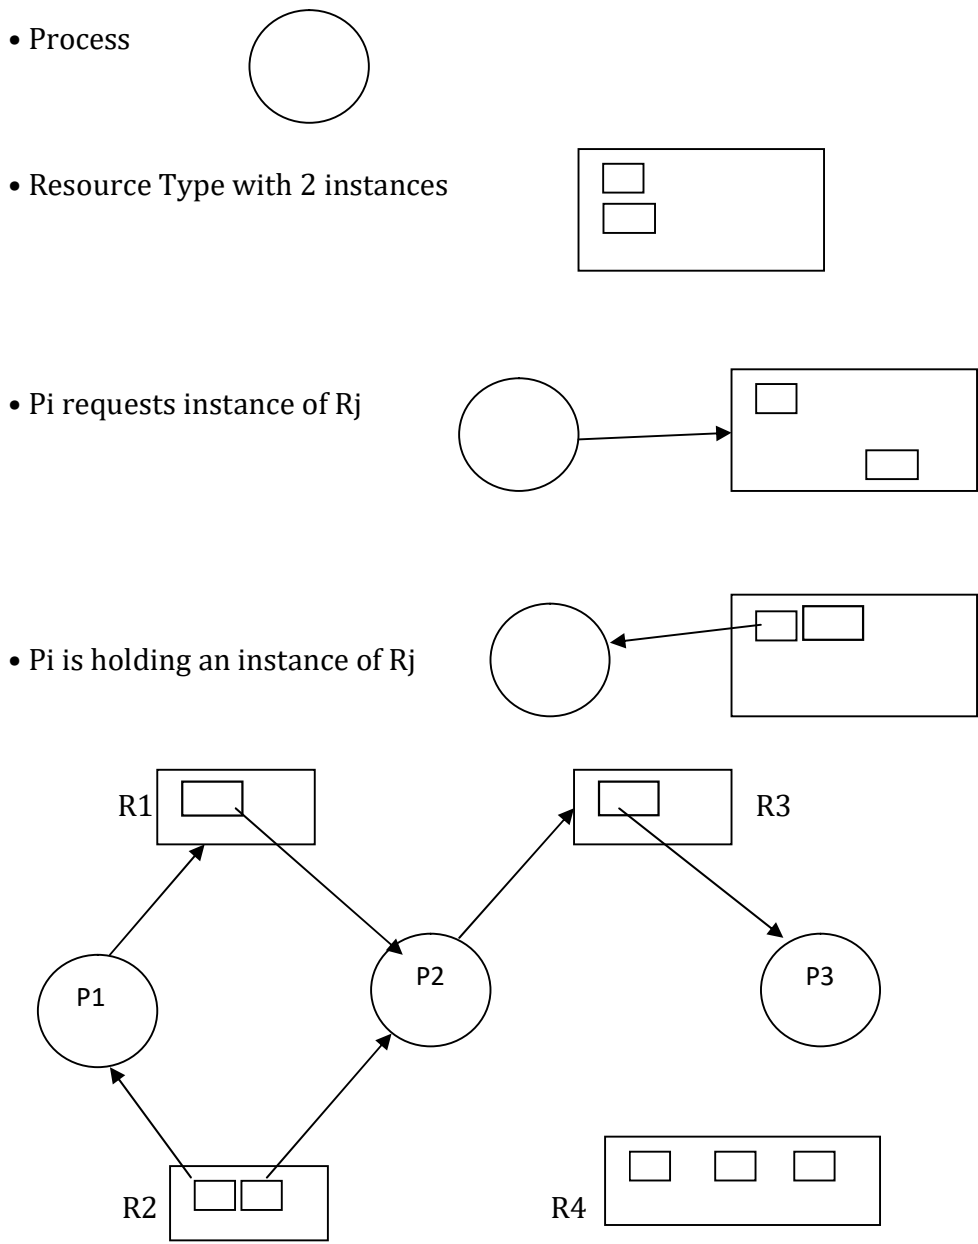 • Process
• Resource Type with 2 instances
• Pi requests instance of Rj
• Pi is holding an instance of Rj
R1
R3
P1
P2
P3
R2
R4